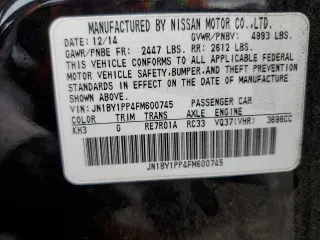 MANUFACTURED BY NISSAN MOTOR CO.,LTD.
DATE: 12/14 GVWR/PNBV: 4993 LBS.
GAWR/PNBE FR: 2447 LBS. RR: 2612 LBS.
THIS VEHICLE CONFORMS TO ALL APPLICABLE FEDERAL
MOTOR VEHICLE SAFETY,BUMPER,AND THEFT PREVENTION
STANDARDS IN EFFECT ON THE DATE OF MANUFACTURE
SHOWN ABOVE.
VIN: JN1BY1PP4FM600745 PASSENGER CAR
COLOR TRIM TRANS AXLE ENGINE
KH3 G RE7R01A RC33 VQ37(VHR) 3696CC
JN1BY1PP4FM600745